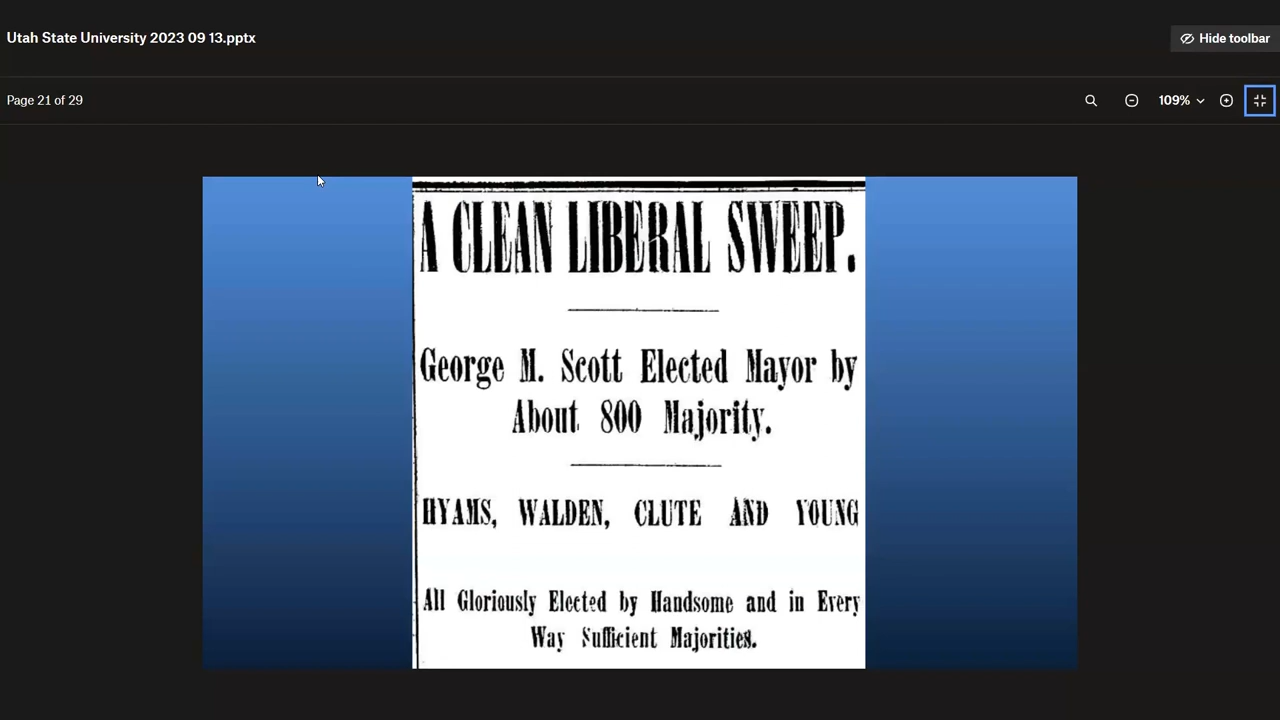 Utah State University 2023 09 13.pptx
Hide toolbar
Page 21 of 29
109%
A CLEAN LIBERAL SWEEP.
George M. Scott Elected Mayor by
About 800 Majority.
HYAMS, WALDEN, CLUTE AND YOUNG
All Gloriously Elected by Handsome and in Every
Way Sufficient Majorities.